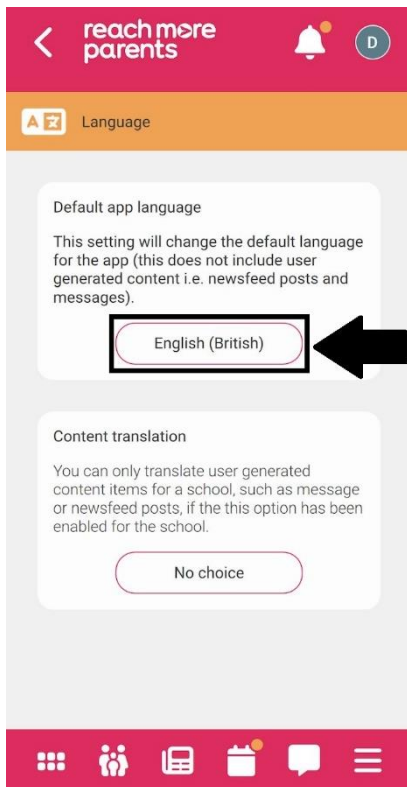 reach more
parents
D
Language
Default app language
This setting will change the default language
for the app (this does not include user
generated content i.e. newsfeed posts and
messages).
English (British)
Content translation
You can only translate user generated
content items for a school, such as message
or newsfeed posts, if the this option has been
enabled for the school.
No choice